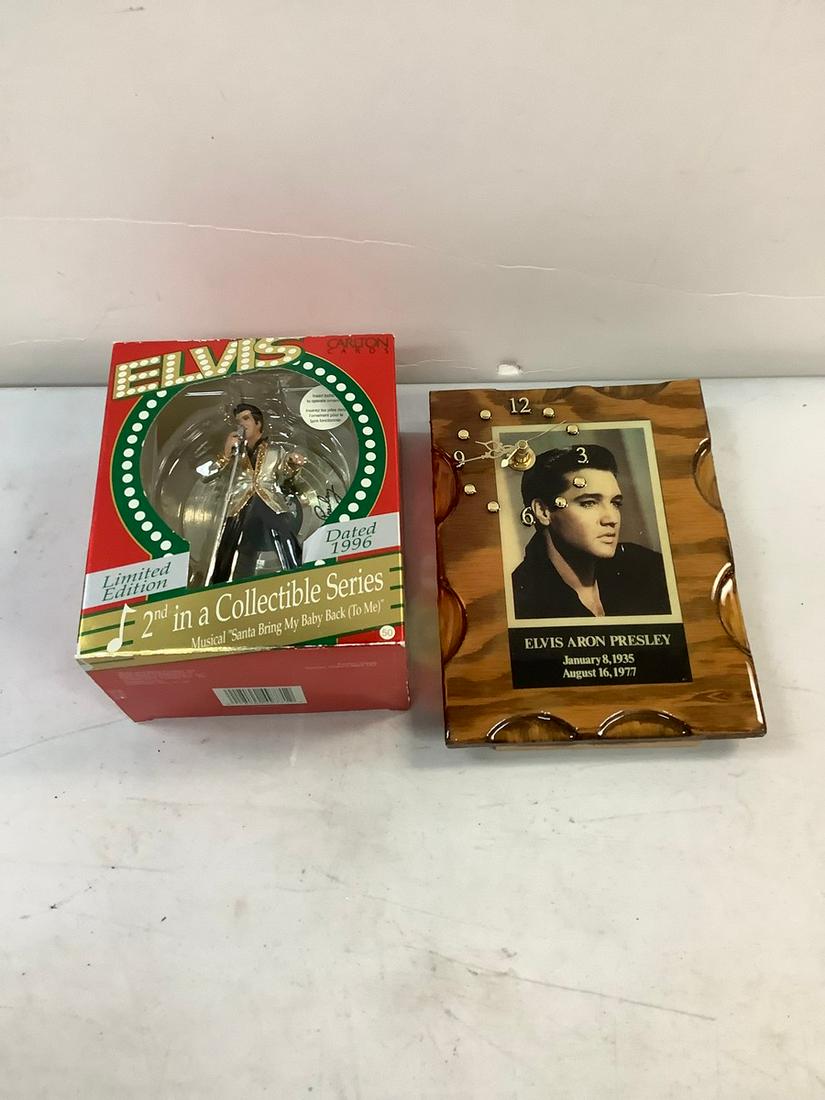 ELVIS
CARLTON
CARDS
Limited
Edition
Dated
1996
2nd in a Collectible Series
Musical "Santa Bring My Baby Back (To Me)"
50
12
3
6
9
ELVIS ARON PRESLEY
January 8, 1935
August 16, 1977